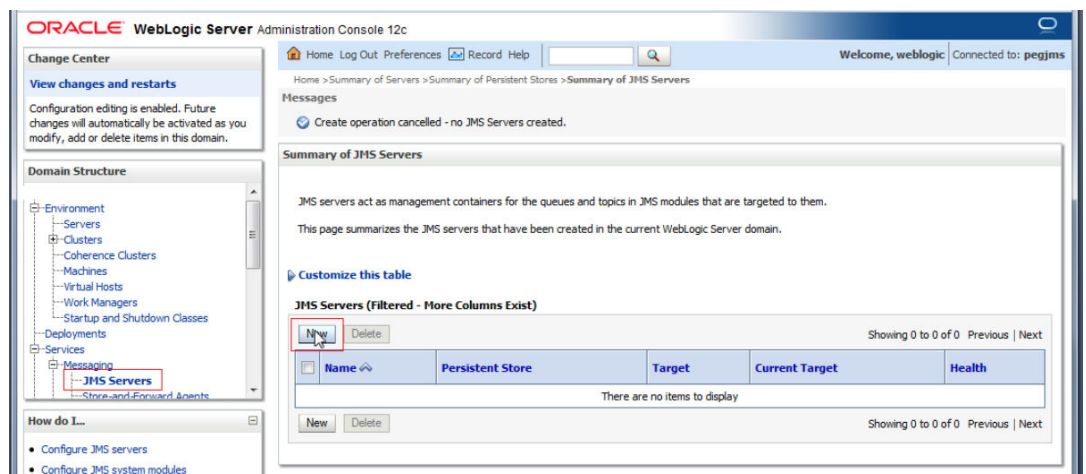 ORACLE WebLogic Server Administration Console 12c
Change Center
View changes and restarts
Configuration editing is enabled. Future
changes will automatically be activated as you
modify, add or delete items in this domain.
Domain Structure
Environment
Servers
Clusters
Coherence Clusters
Machines
Virtual Hosts
Work Managers
Startup and Shutdown Classes
Deployments
Services
Messaging
JMS Servers
Store-and-Forward Agents
How do I...
Configure JMS servers
Configure JMS system modules
Home Log Out Preferences Record Help
Welcome, weblogic Connected to: pegjms
Home >Summary of Servers >Summary of Persistent Stores >Summary of JMS Servers
Messages
Create operation cancelled - no JMS Servers created.
Summary of JMS Servers
JMS servers act as management containers for the queues and topics in JMS modules that are targeted to them.
This page summarizes the JMS servers that have been created in the current WebLogic Server domain.
Customize this table
JMS Servers (Filtered - More Columns Exist)
New Delete Showing 0 to 0 of 0 Previous | Next
Name Persistent Store Target Current Target Health
There are no items to display
New Delete Showing 0 to 0 of 0 Previous | Next